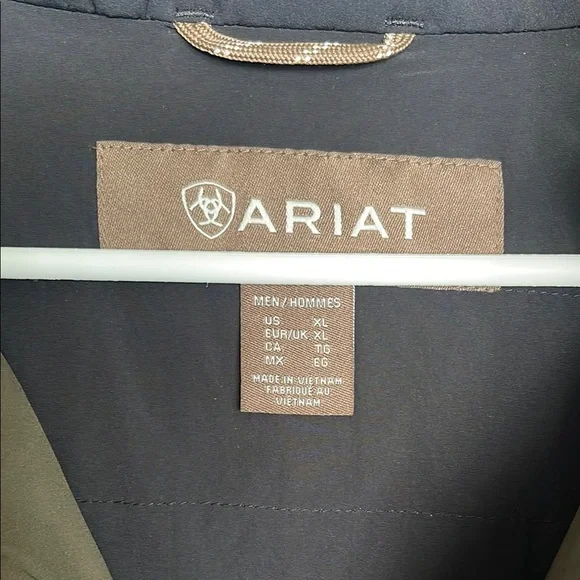 ARIAT
MEN/HOMMES
US XL
EUR/UK XL
CA TG
MX EG
MADE IN VIETNAM
FABRIQUÉ AU
VIETNAM